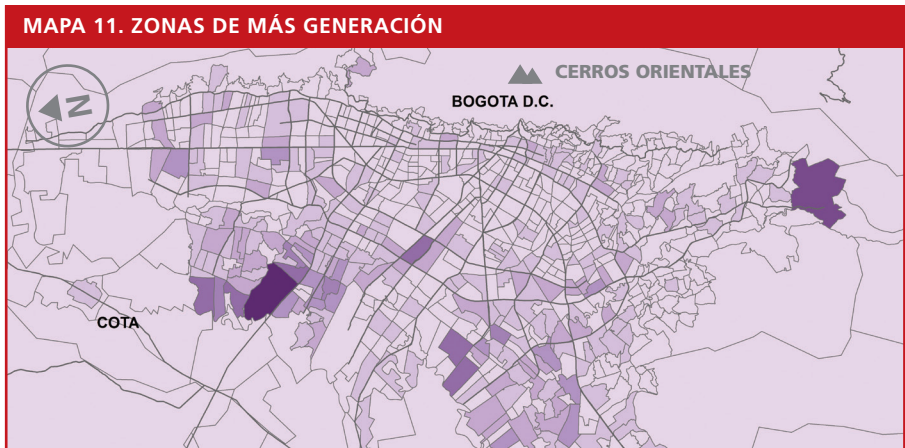 MAPA 11. ZONAS DE MÁS GENERACIÓN
N
CERROS ORIENTALES
BOGOTA D.C.
COTA